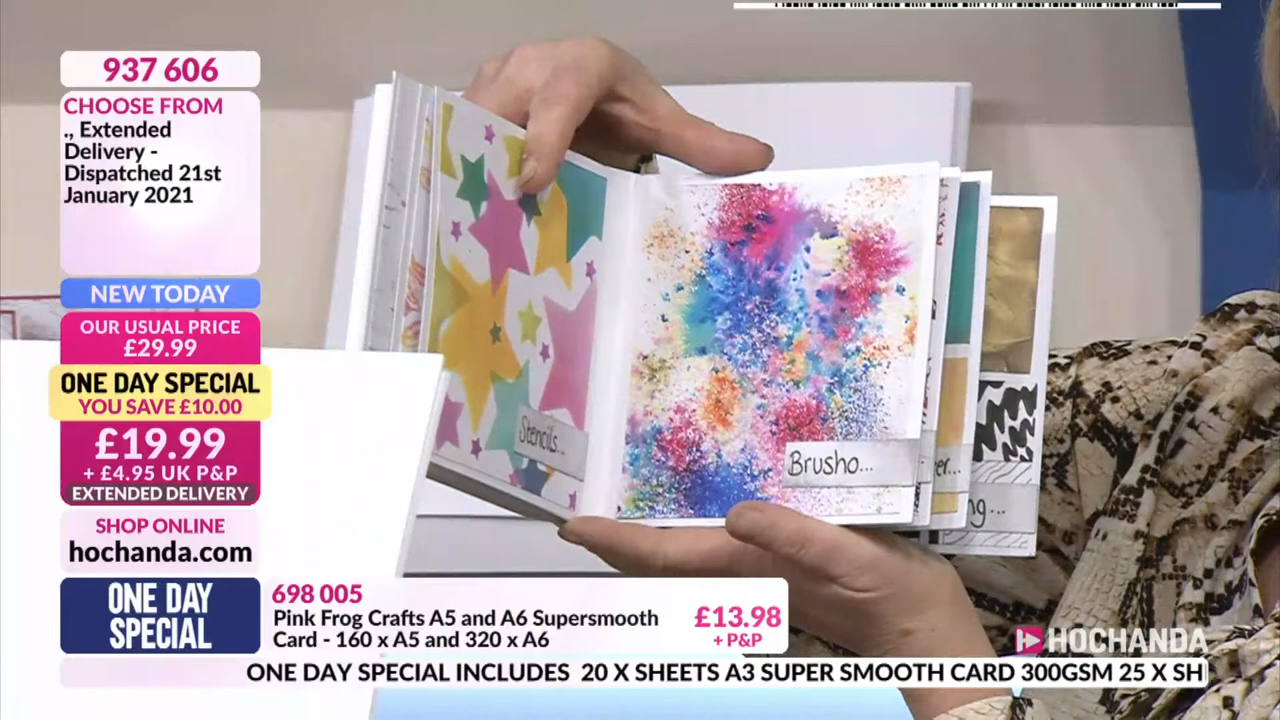 937 606
CHOOSE FROM
., Extended
Delivery -
Dispatched 21st
January 2021
NEW TODAY
OUR USUAL PRICE
£29.99
ONE DAY SPECIAL
YOU SAVE £10.00
£19.99
+ £4.95 UK P&P
EXTENDED DELIVERY
SHOP ONLINE
hochanda.com
Stencils...
Brusho...
er...
ng...
ONE DAY
SPECIAL
698 005
Pink Frog Crafts A5 and A6 Supersmooth
Card - 160 x A5 and 320 x A6
£13.98
+ P&P
HOCHANDA
ONE DAY SPECIAL INCLUDES 20 X SHEETS A3 SUPER SMOOTH CARD 300GSM 25 X SH